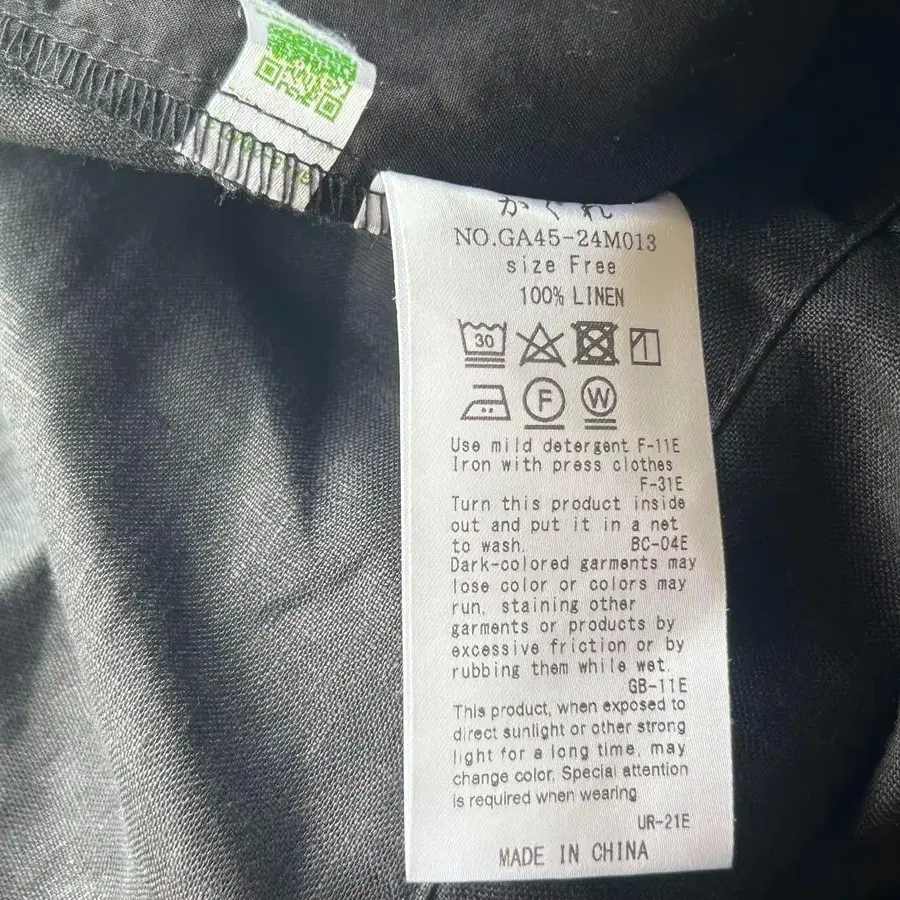 かぐれ
NO.GA45-24M013
size Free
100% LINEN
30
F
W
Use mild detergent F-11E
Iron with press clothes
F-31E
Turn this product inside
out and put it in a net
to wash. BC-04E
Dark-colored garments may
lose color or colors may
run, staining other
garments or products by
excessive friction or by
rubbing them while wet.
GB-11E
This product, when exposed to
direct sunlight or other strong
light for a long time, may
change color. Special attention
is required when wearing
UR-21E
MADE IN CHINA